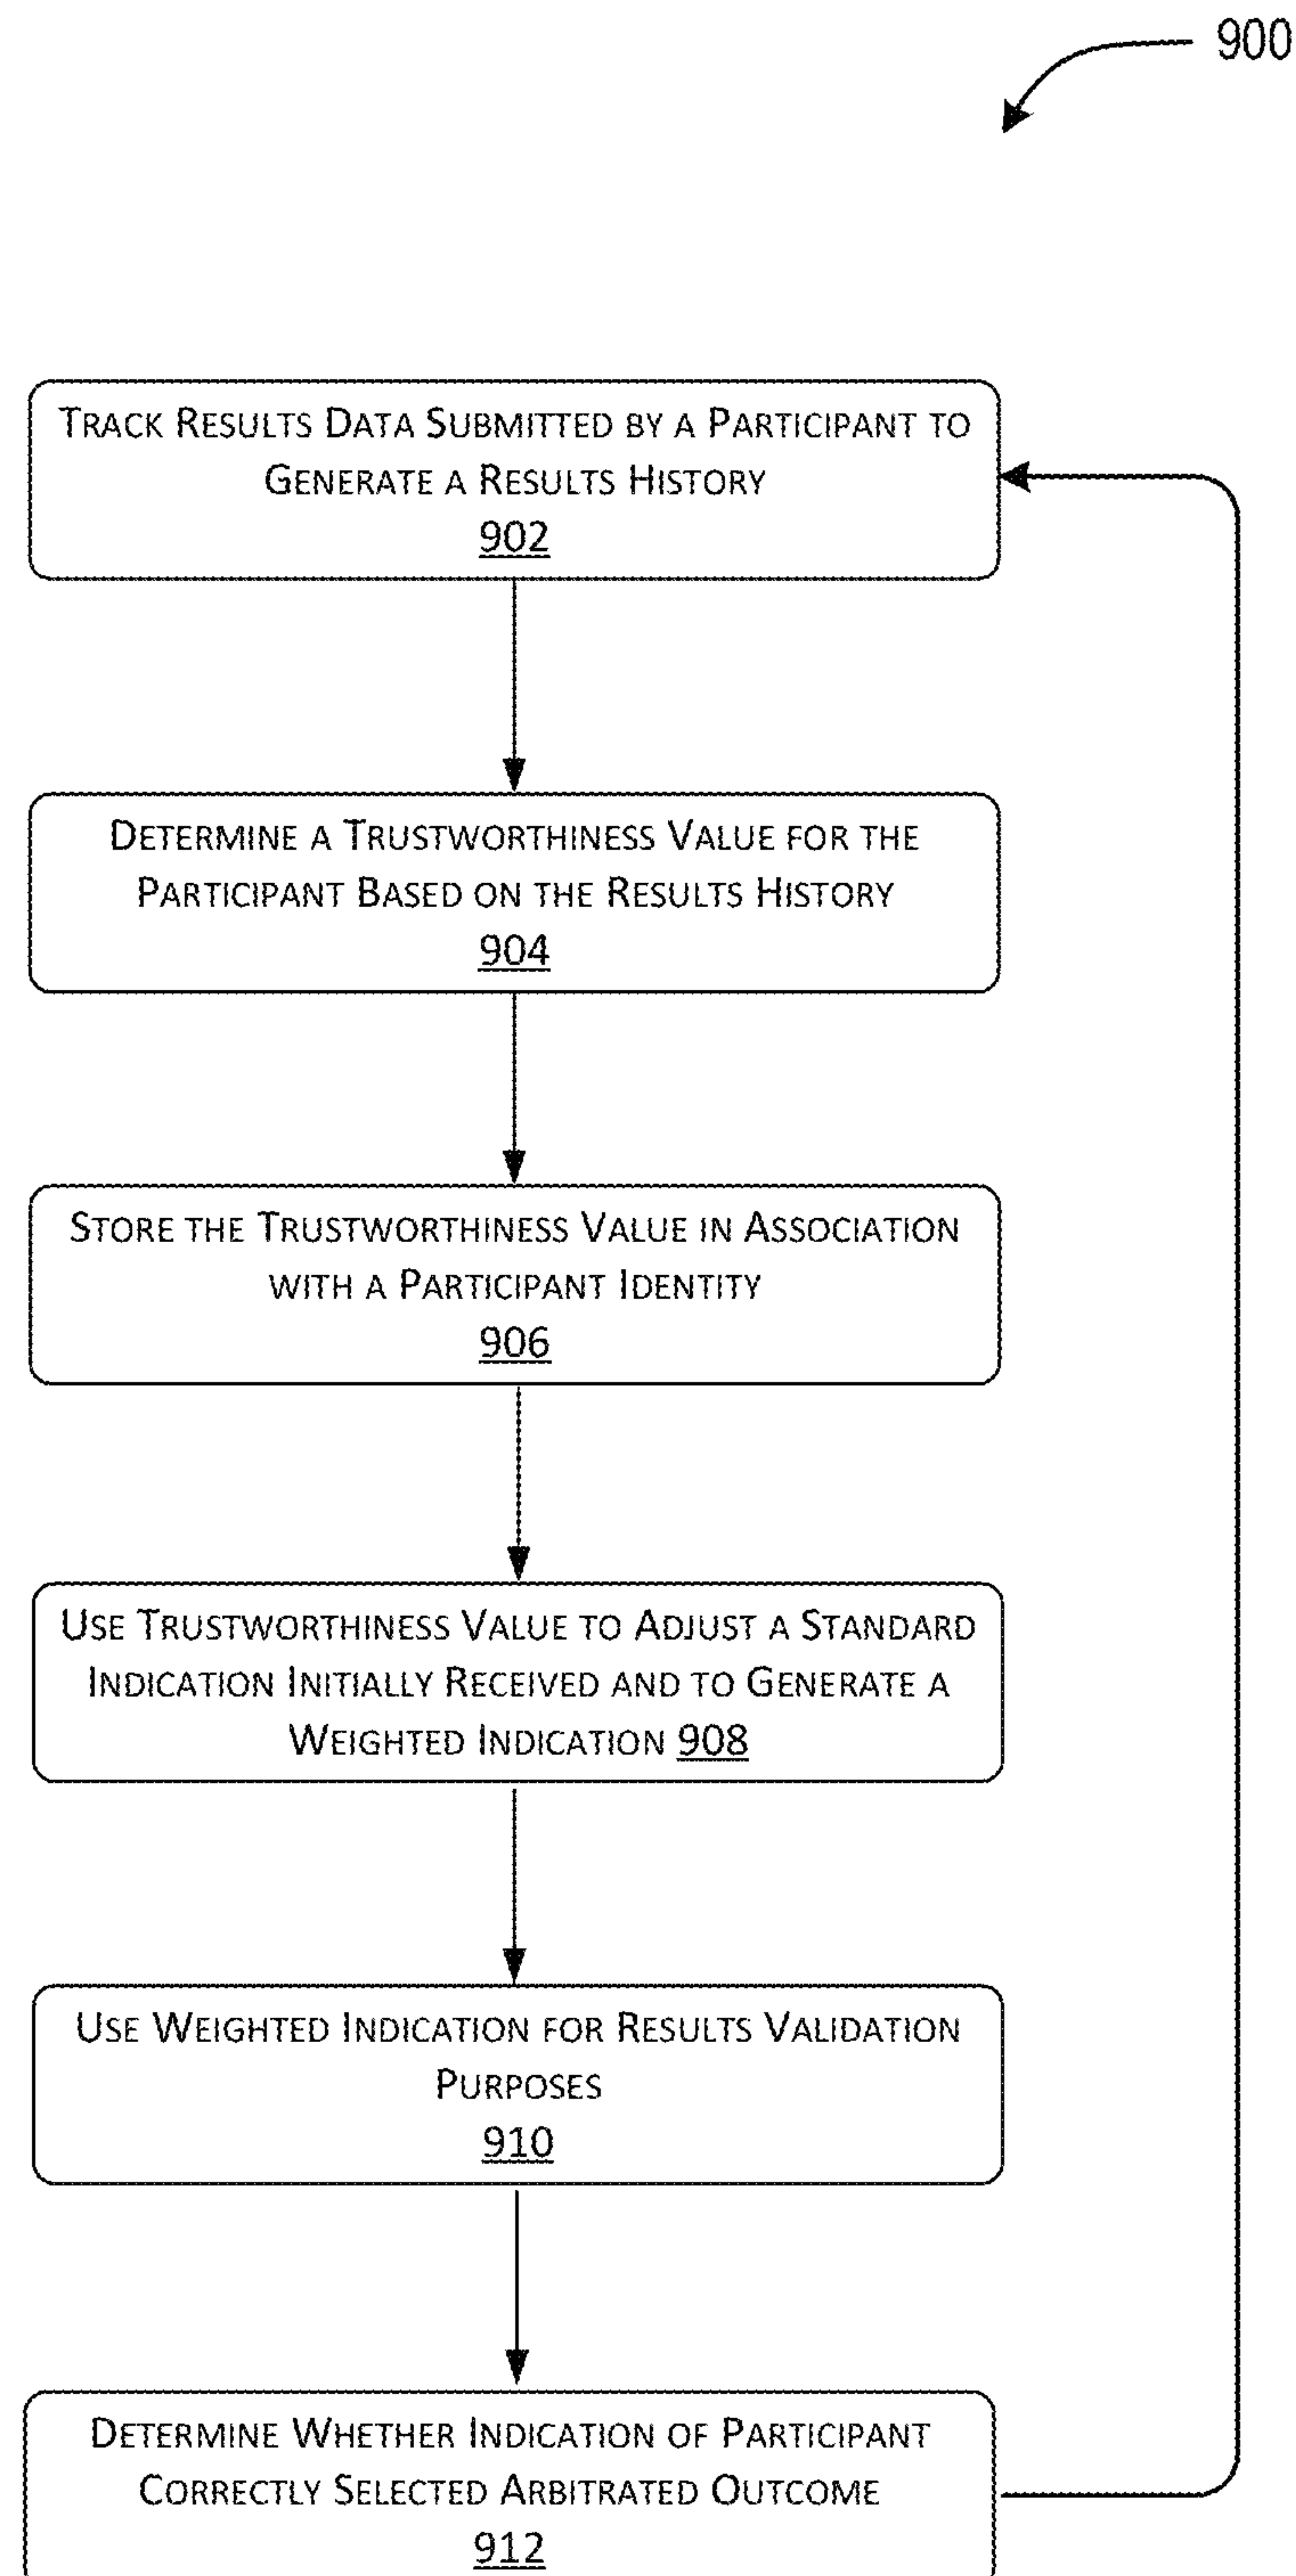 900
TRACK RESULTS DATA SUBMITTED BY A PARTICIPANT TO
GENERATE A RESULTS HISTORY
902
DETERMINE A TRUSTWORTHINESS VALUE FOR THE
PARTICIPANT BASED ON THE RESULTS HISTORY
904
STORE THE TRUSTWORTHINESS VALUE IN ASSOCIATION
WITH A PARTICIPANT IDENTITY
906
USE TRUSTWORTHINESS VALUE TO ADJUST A STANDARD
INDICATION INITIALLY RECEIVED AND TO GENERATE A
WEIGHTED INDICATION 908
USE WEIGHTED INDICATION FOR RESULTS VALIDATION
PURPOSES
910
DETERMINE WHETHER INDICATION OF PARTICIPANT
CORRECTLY SELECTED ARBITRATED OUTCOME
912